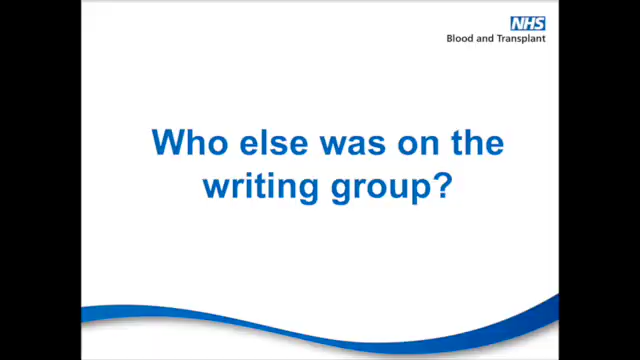 NHS
Blood and Transplant
Who else was on the
writing group?